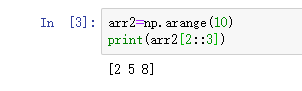 In [3]: arr2=np.arange(10)
print(arr2[2::3])
[2 5 8]